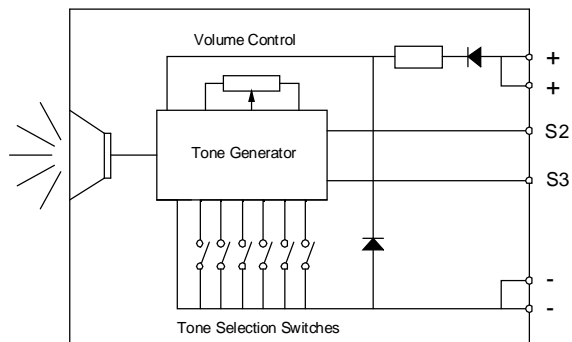 Volume Control
+
+
Tone Generator
S2
S3
-
-
Tone Selection Switches